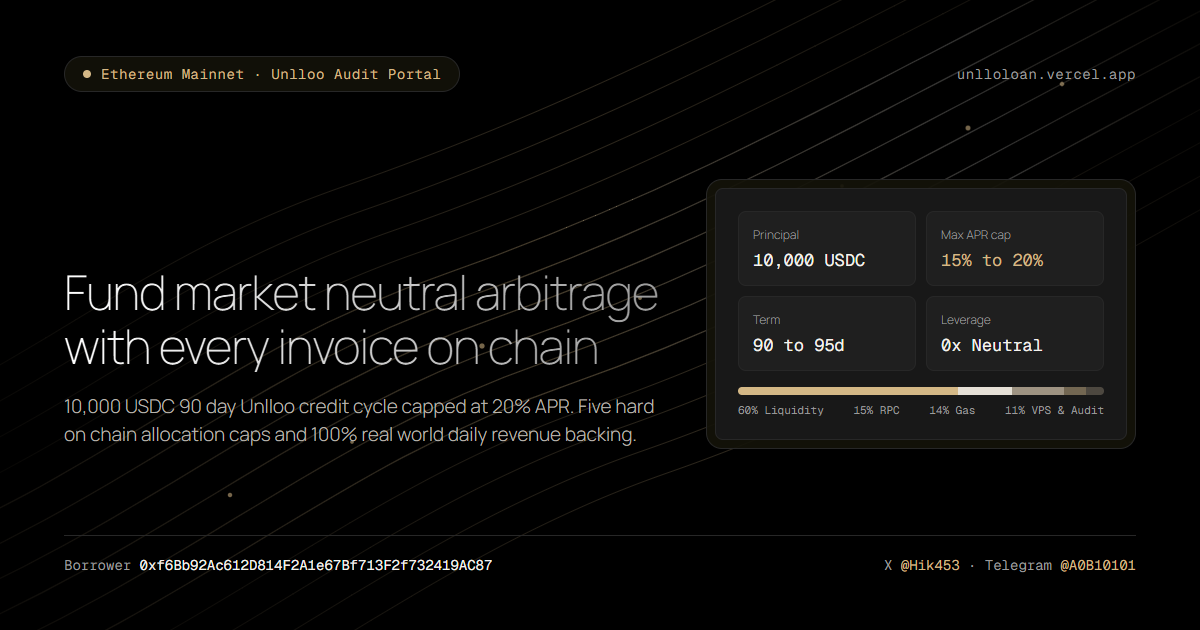 Ethereum Mainnet · Unlloo Audit Portal
unlloloan.vercel.app
Fund market neutral arbitrage
with every invoice on chain
10,000 USDC 90 day Unlloo credit cycle capped at 20% APR. Five hard
on chain allocation caps and 100% real world daily revenue backing.
Principal
10,000 USDC
Max APR cap
15% to 20%
Term
90 to 95d
Leverage
0x Neutral
60% Liquidity 15% RPC 14% Gas 11% VPS & Audit
Borrower 0xf6Bb92Ac612D814F2A1e67Bf713F2f732419AC87
X @Hik453 · Telegram @A0B10101